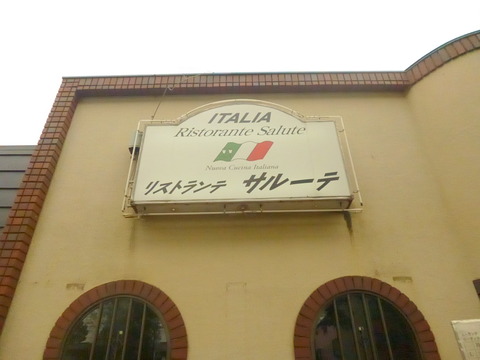 ITALIA
Ristorante Salute
Nuova Cucina Italiana
リストランテ サルーテ